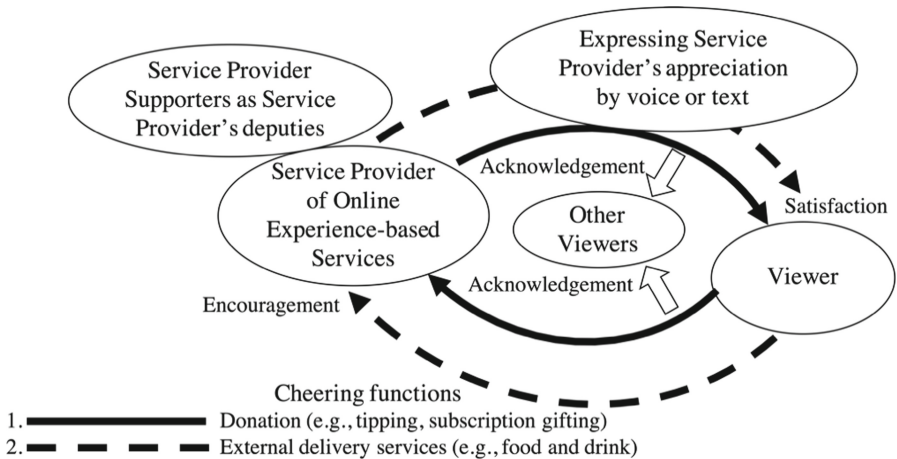 Service Provider
Supporters as Service
Provider's deputies
Expressing Service
Provider's appreciation
by voice or text
Service Provider
of Online
Experience-based
Services
Acknowledgement
Other
Viewers
Satisfaction
Viewer
Acknowledgement
Encouragement
Cheering functions
1. Donation (e.g., tipping, subscription gifting)
2. External delivery services (e.g., food and drink)